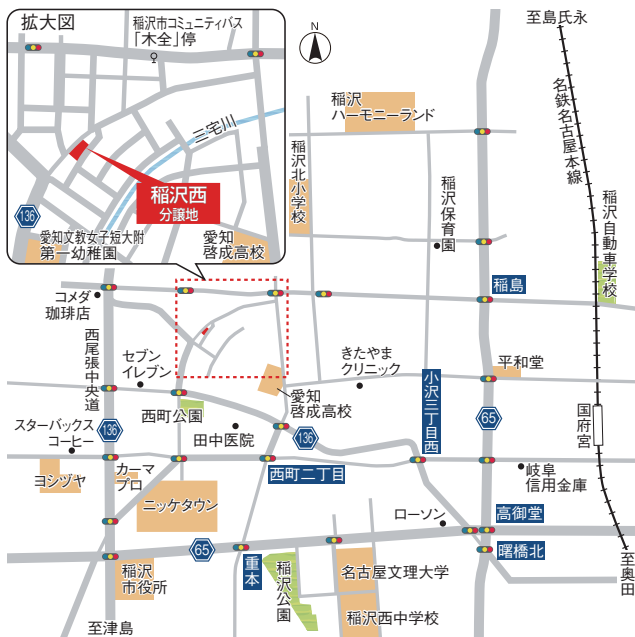 拡大図
稲沢市コミュニティバス
「木全」停
三宅川
稲沢西
分譲地
136
愛知文教女子短大附
第一幼稚園
愛知
啓成高校
N
至島氏永
名鉄名古屋本線
稲沢
ハーモニーランド
稲沢北小学校
稲沢保育園
稲沢自動車学校
稲島
コメダ
珈琲店
西尾張中央道
セブン
イレブン
きたやま
クリニック
小沢三丁目西
平和堂
愛知
啓成高校
65
国府宮
西町公園
スターバックス
コーヒー
136
田中医院
136
ヨシヅヤ
カーマ
プロ
西町二丁目
岐阜
信用金庫
ニッケタウン
ローソン
高御堂
65
曙橋北
重本
稲沢
市役所
稲沢公園
名古屋文理大学
至奥田
稲沢西中学校
至津島